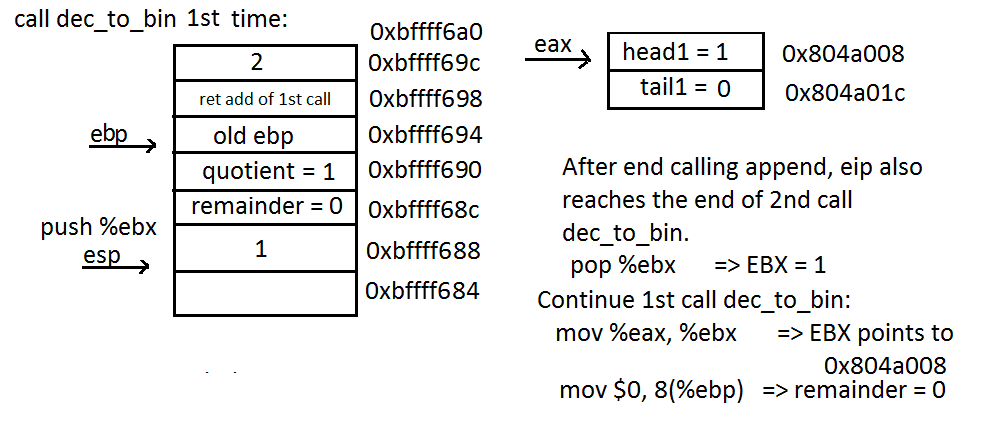 call dec_to_bin 1st time:
0xbffff6a0
2
0xbffff69c
ret add of 1st call
0xbffff698
ebp
old ebp
0xbffff694
quotient = 1
0xbffff690
remainder = 0
0xbffff68c
push %ebx
esp
1
0xbffff688
0xbffff684
eax
head1 = 1
0x804a008
tail1 = 0
0x804a01c
After end calling append, eip also
reaches the end of 2nd call
dec_to_bin.
pop %ebx => EBX = 1
Continue 1st call dec_to_bin:
mov %eax, %ebx => EBX points to
0x804a008
mov $0, 8(%ebp) => remainder = 0